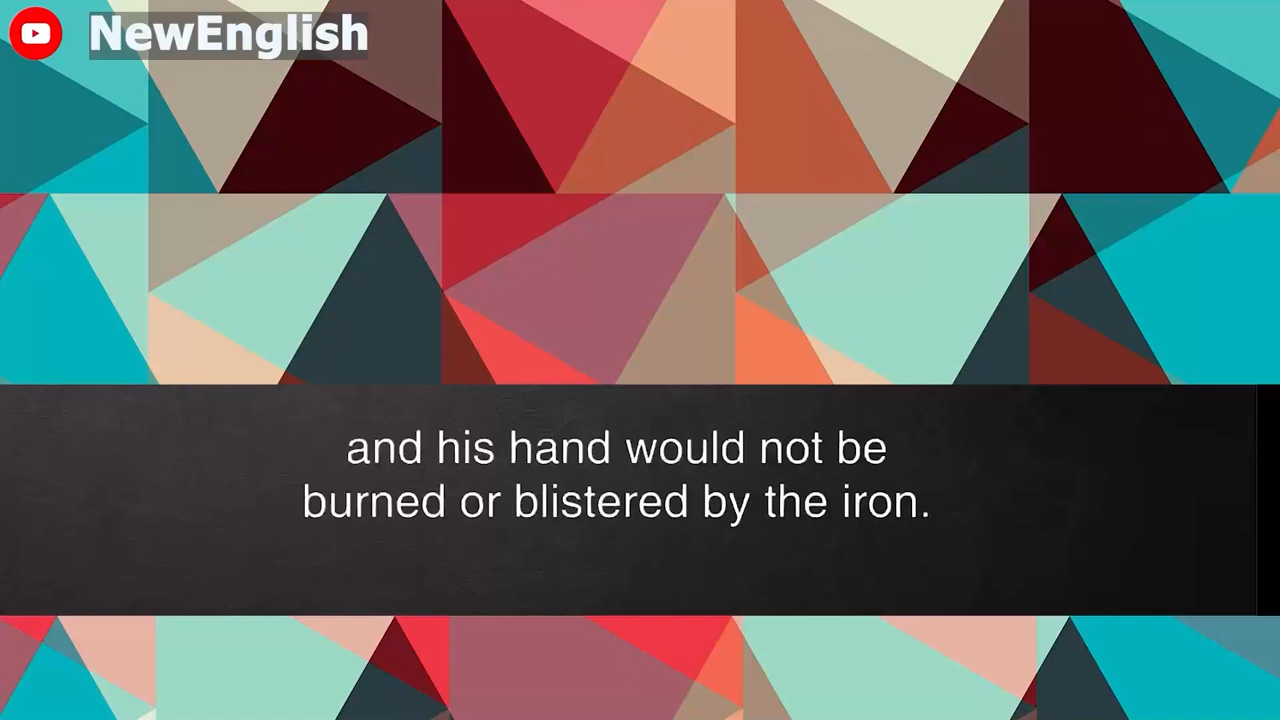 NewEnglish
and his hand would not be
burned or blistered by the iron.